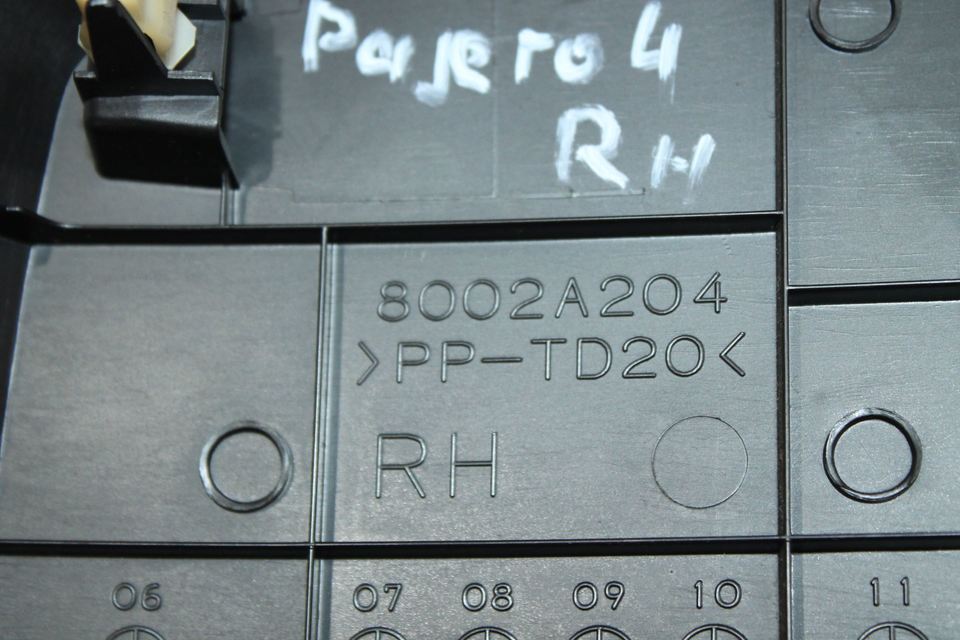 Pajero 4
RH
8002A204
>PP-TD20<
RH
06 07 08 09 10 11